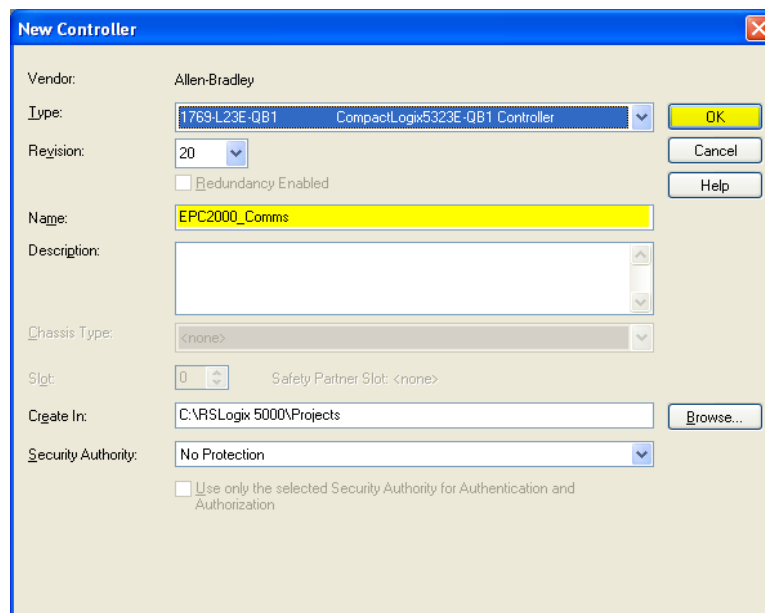 New Controller
Vendor: Allen-Bradley
Type: 1769-L23E-QB1 CompactLogix5323E-QB1 Controller OK
Revision: 20 Cancel
Redundancy Enabled Help
Name: EPC2000_Comms
Description:
Chassis Type: <none>
Slot: 0 Safety Partner Slot: <none>
Create In: C:\RSLogix 5000\Projects Browse...
Security Authority: No Protection
Use only the selected Security Authority for Authentication and
Authorization